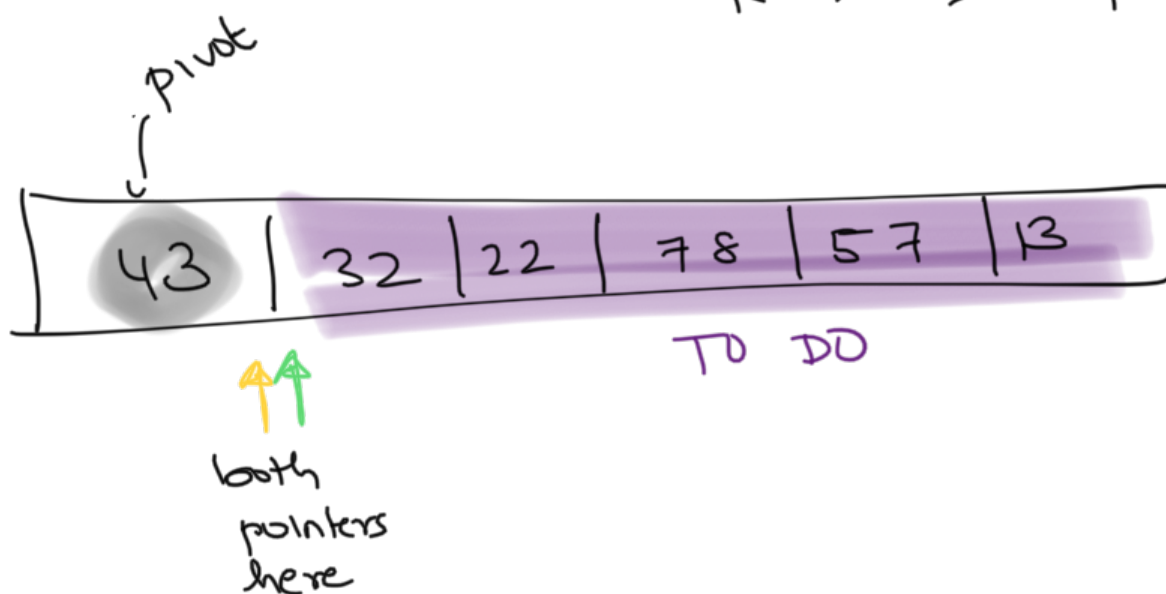 pivot
43 | 32 | 22 | 78 | 57 | 13
TO DO
both
pointers
here